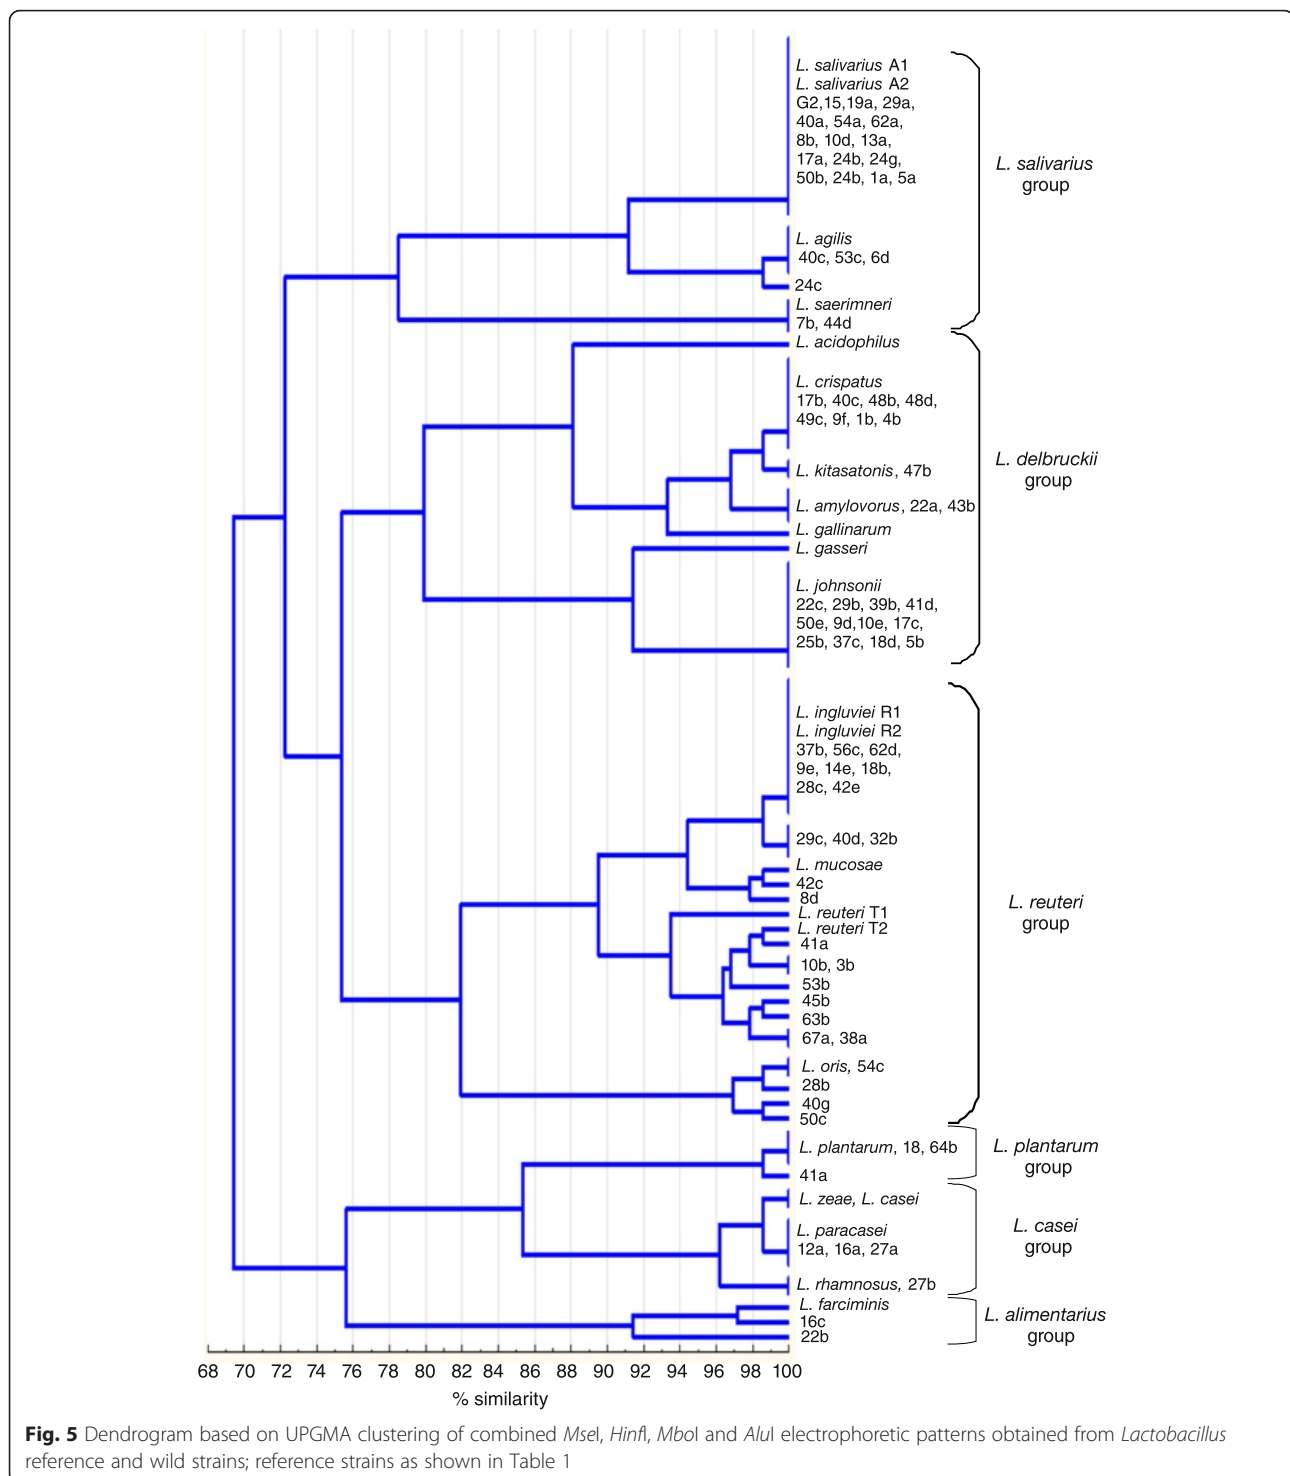 L. salivarius A1
L. salivarius A2
G2,15,19a, 29a,
40a, 54a, 62a,
8b, 10d, 13a,
17a, 24b, 24g,
50b, 24b, 1a, 5a
L. salivarius
group
L. agilis
40c, 53c, 6d
24c
L. saerimneri
7b, 44d
L. acidophilus
L. crispatus
17b, 40c, 48b, 48d,
49c, 9f, 1b, 4b
L. kitasatonis, 47b
L. amylovorus, 22a, 43b
L. gallinarum
L. gasseri
L. johnsonii
22c, 29b, 39b, 41d,
50e, 9d,10e, 17c,
25b, 37c, 18d, 5b
L. delbruckii
group
L. ingluviei R1
L. ingluviei R2
37b, 56c, 62d,
9e, 14e, 18b,
28c, 42e
29c, 40d, 32b
L. mucosae
42c
8d
L. reuteri T1
L. reuteri T2
41a
10b, 3b
53b
45b
63b
67a, 38a
L. oris, 54c
28b
40g
50c
L. reuteri
group
L. plantarum, 18, 64b
41a
L. plantarum
group
L. zeae, L. casei
L. paracasei
12a, 16a, 27a
L. rhamnosus, 27b
L. casei
group
L. farciminis
16c
22b
L. alimentarius
group
68 70 72 74 76 78 80 82 84 86 88 90 92 94 96 98 100
% similarity
Fig. 5 Dendrogram based on UPGMA clustering of combined MseI, HinfI, MboI and AluI electrophoretic patterns obtained from Lactobacillus
reference and wild strains; reference strains as shown in Table 1